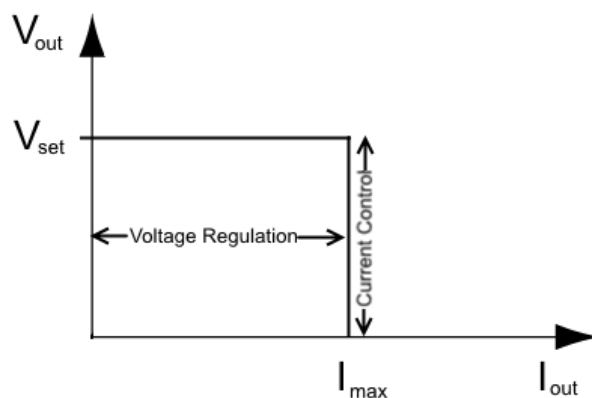 Vout
Vset
Voltage Regulation
Current Control
Imax
Iout